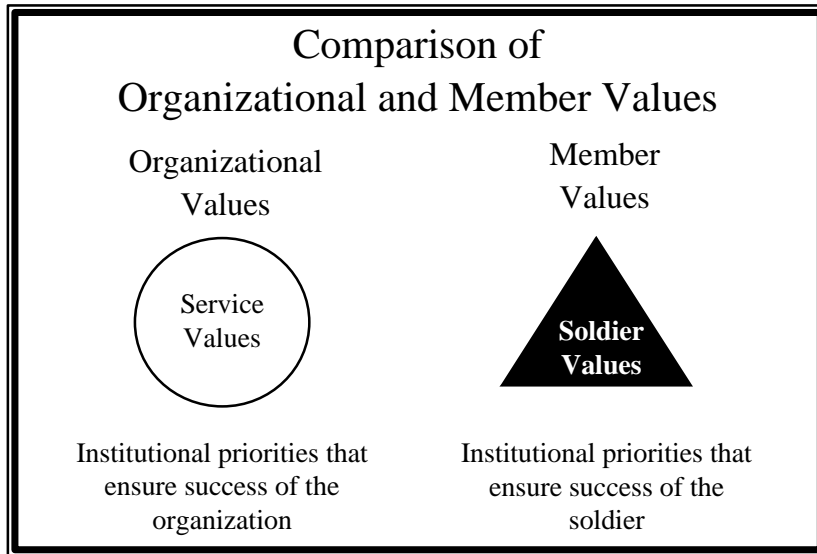 Comparison of
Organizational and Member Values
Organizational
Values
Service
Values
Institutional priorities that
ensure success of the
organization
Member
Values
Soldier
Values
Institutional priorities that
ensure success of the
soldier